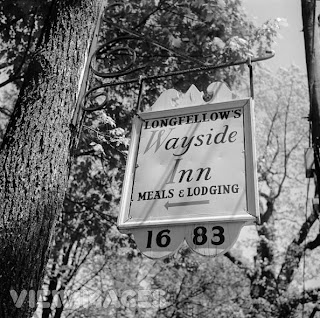 LONGFELLOW'S
Wayside
Inn
MEALS & LODGING
16 83
VIEWIMAGES